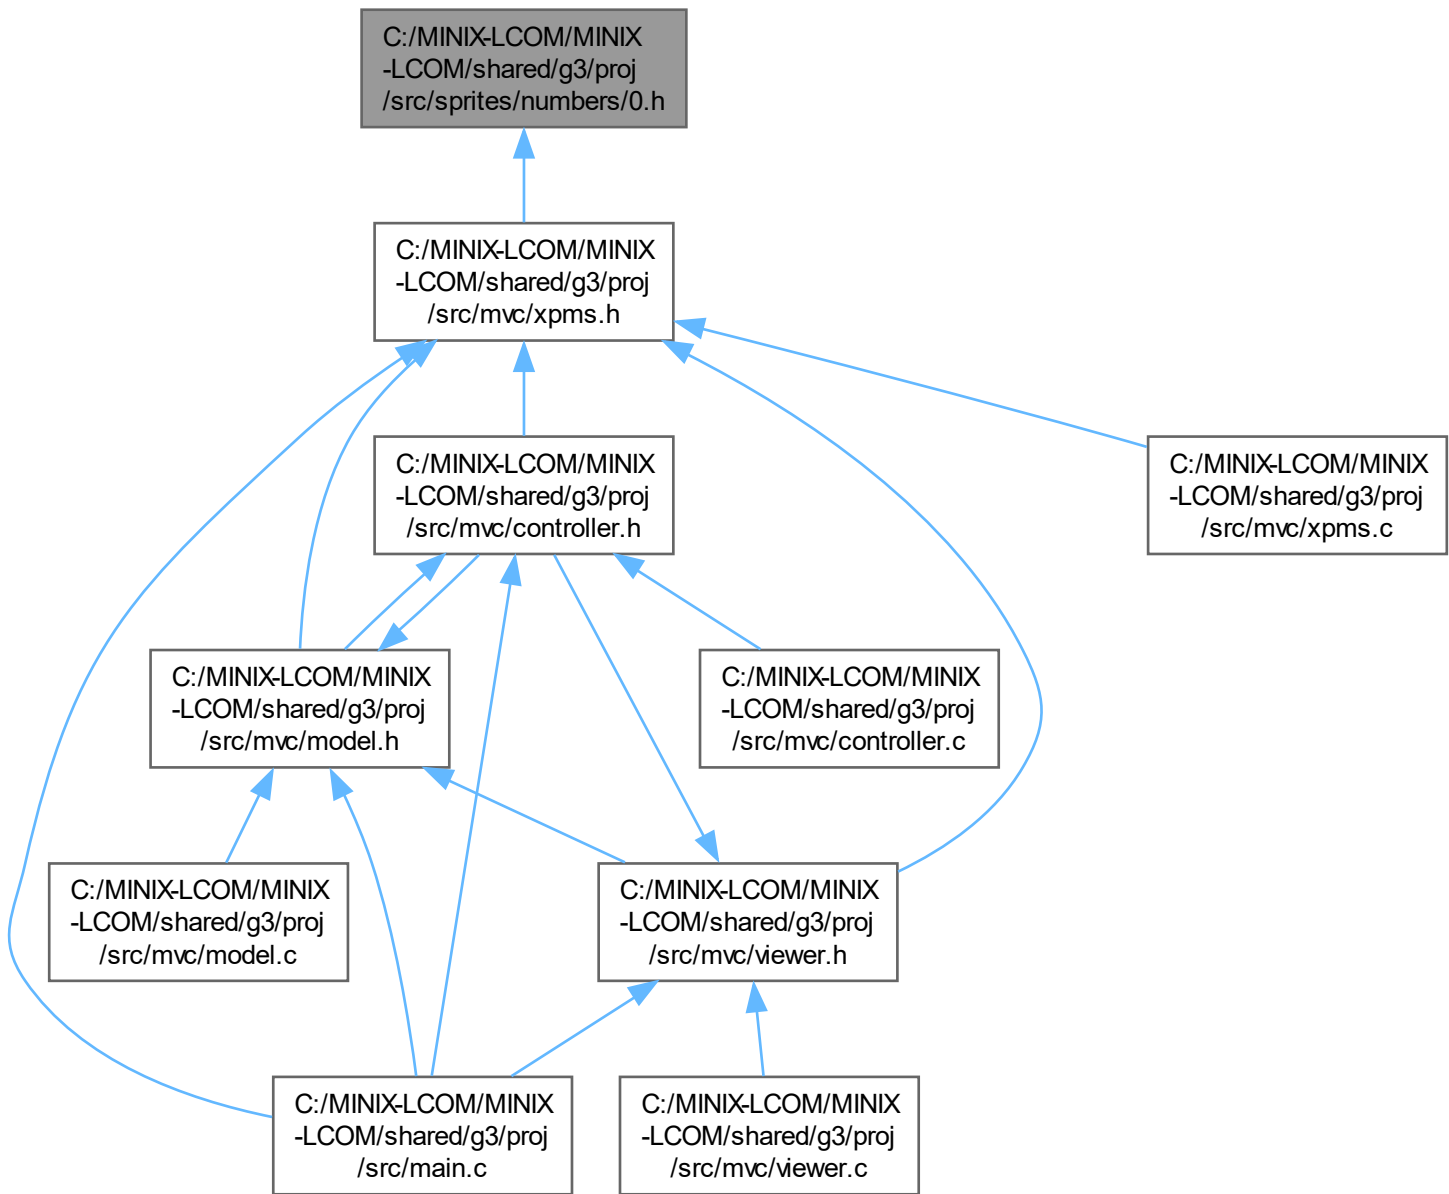 C:/MINIX-LCOM/MINIX
-LCOM/shared/g3/proj
/src/sprites/numbers/0.h
C:/MINIX-LCOM/MINIX
-LCOM/shared/g3/proj
/src/mvc/xpms.h
C:/MINIX-LCOM/MINIX
-LCOM/shared/g3/proj
/src/mvc/controller.h
C:/MINIX-LCOM/MINIX
-LCOM/shared/g3/proj
/src/mvc/xpms.c
C:/MINIX-LCOM/MINIX
-LCOM/shared/g3/proj
/src/mvc/model.h
C:/MINIX-LCOM/MINIX
-LCOM/shared/g3/proj
/src/mvc/controller.c
C:/MINIX-LCOM/MINIX
-LCOM/shared/g3/proj
/src/mvc/model.c
C:/MINIX-LCOM/MINIX
-LCOM/shared/g3/proj
/src/mvc/viewer.h
C:/MINIX-LCOM/MINIX
-LCOM/shared/g3/proj
/src/main.c
C:/MINIX-LCOM/MINIX
-LCOM/shared/g3/proj
/src/mvc/viewer.c